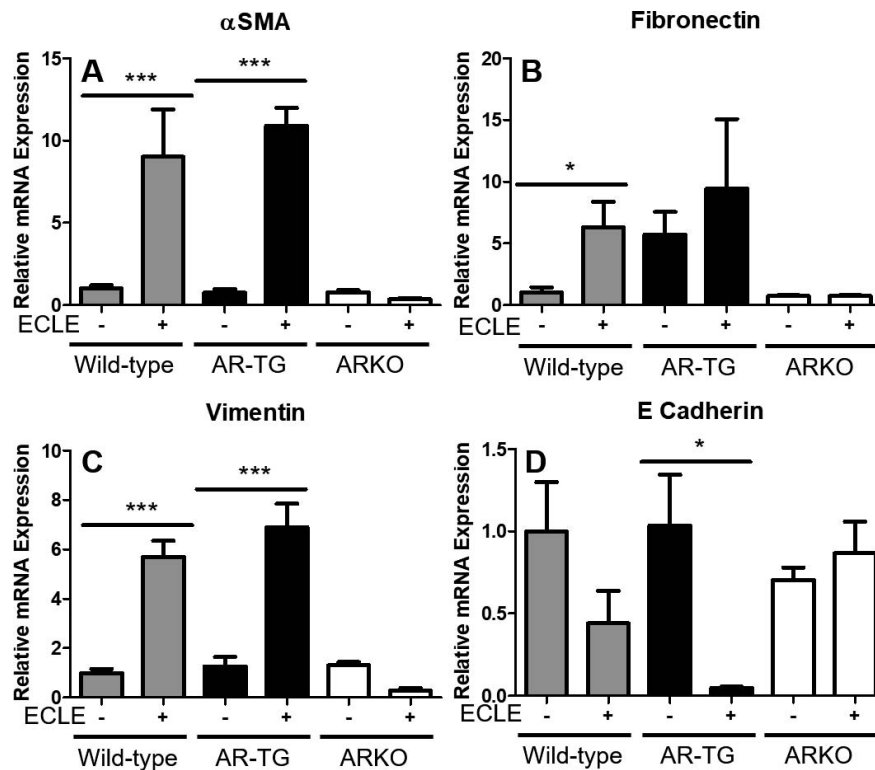 αSMA
A
Relative mRNA Expression
15
10
5
0
***
***
ECLE - + - + - +
Wild-type AR-TG ARKO
Fibronectin
B
Relative mRNA Expression
20
15
10
5
0
*
ECLE - + - + - +
Wild-type AR-TG ARKO
Vimentin
C
Relative mRNA Expression
10
8
6
4
2
0
***
***
ECLE - + - + - +
Wild-type AR-TG ARKO
E Cadherin
D
Relative mRNA Expression
1.5
1.0
0.5
0.0
*
ECLE - + - + - +
Wild-type AR-TG ARKO